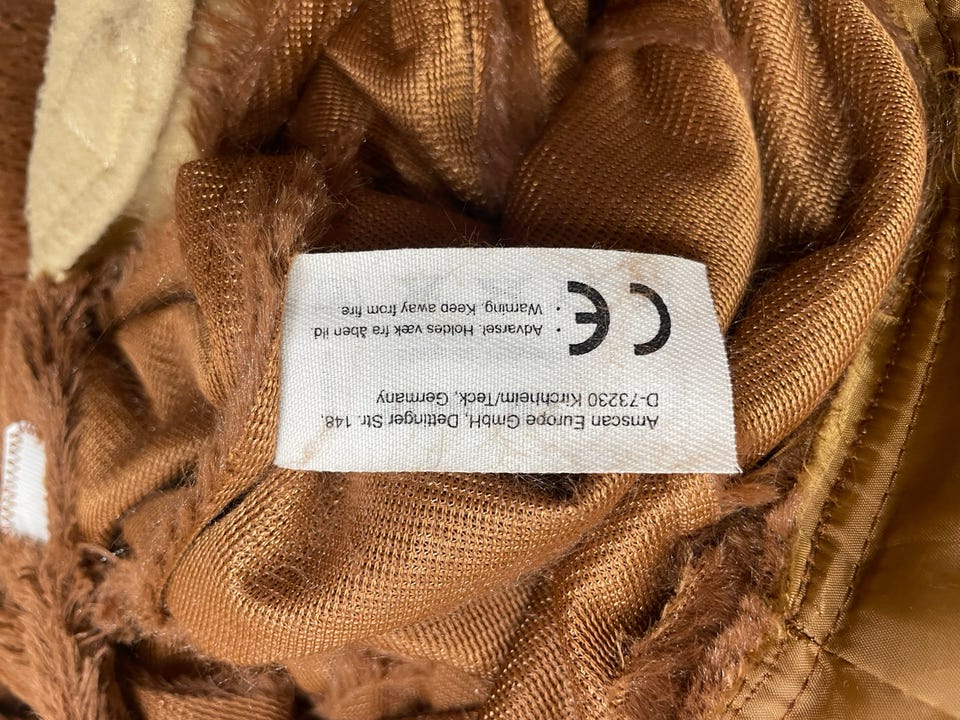 Amscan Europe GmbH, Dettinger Str. 148,
D-73230 Kirchheim/Teck, Germany
CE
• Advarsel. Holdes væk fra åben ild.
• Warning. Keep away from fire.